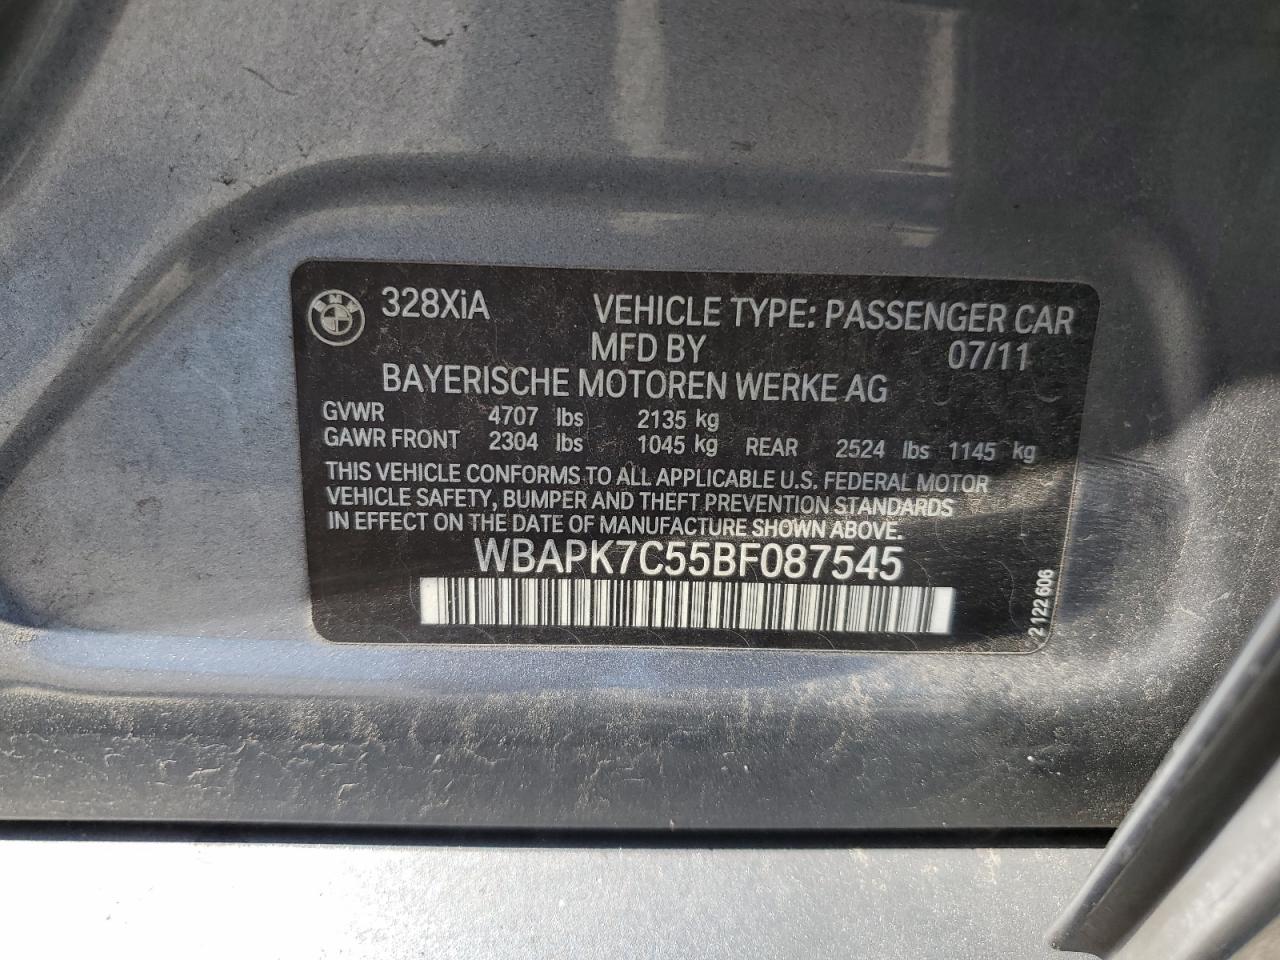 BMW 328XiA VEHICLE TYPE: PASSENGER CAR
MFD BY 07/11
BAYERISCHE MOTOREN WERKE AG
GVWR 4707 lbs 2135 kg
GAWR FRONT 2304 lbs 1045 kg REAR 2524 lbs 1145 kg
THIS VEHICLE CONFORMS TO ALL APPLICABLE U.S. FEDERAL MOTOR
VEHICLE SAFETY, BUMPER AND THEFT PREVENTION STANDARDS
IN EFFECT ON THE DATE OF MANUFACTURE SHOWN ABOVE.
WBAPK7C55BF087545
2 122 606